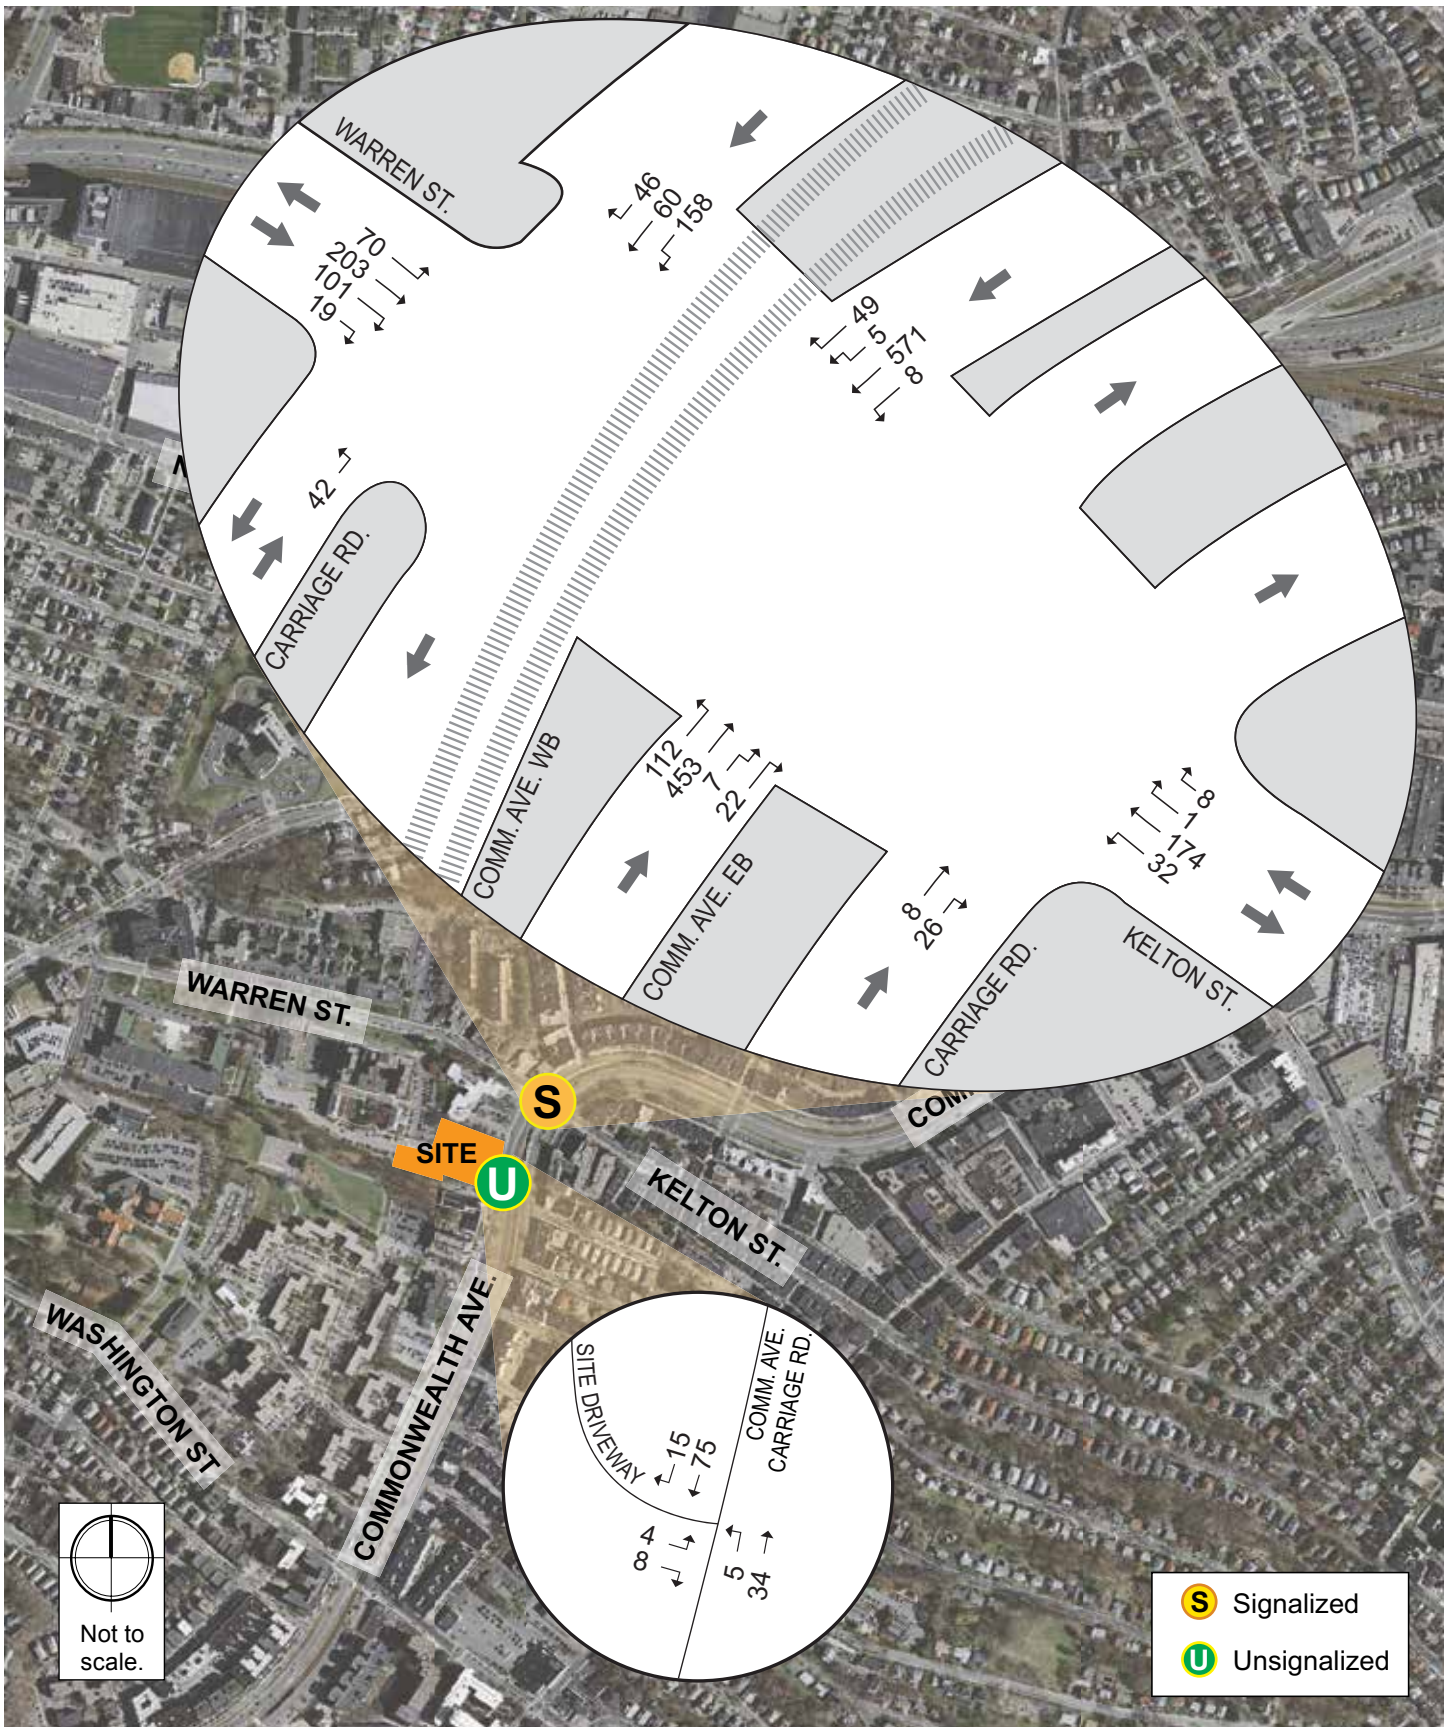 WARREN ST.
46
60
158
70
203
101
19
49
5
571
8
42
CARRIAGE RD.
COMM. AVE. WB
112
453
7
22
COMM. AVE. EB
8
26
8
1
174
32
CARRIAGE RD.
KELTON ST.
WARREN ST.
S
SITE
U
KELTON ST.
WASHINGTON ST
COMMONWEALTH AVE.
SITE DRIVEWAY
COMM. AVE.
CARRIAGE RD.
15
75
4
8
5
34
Not to
scale.
S Signalized
U Unsignalized